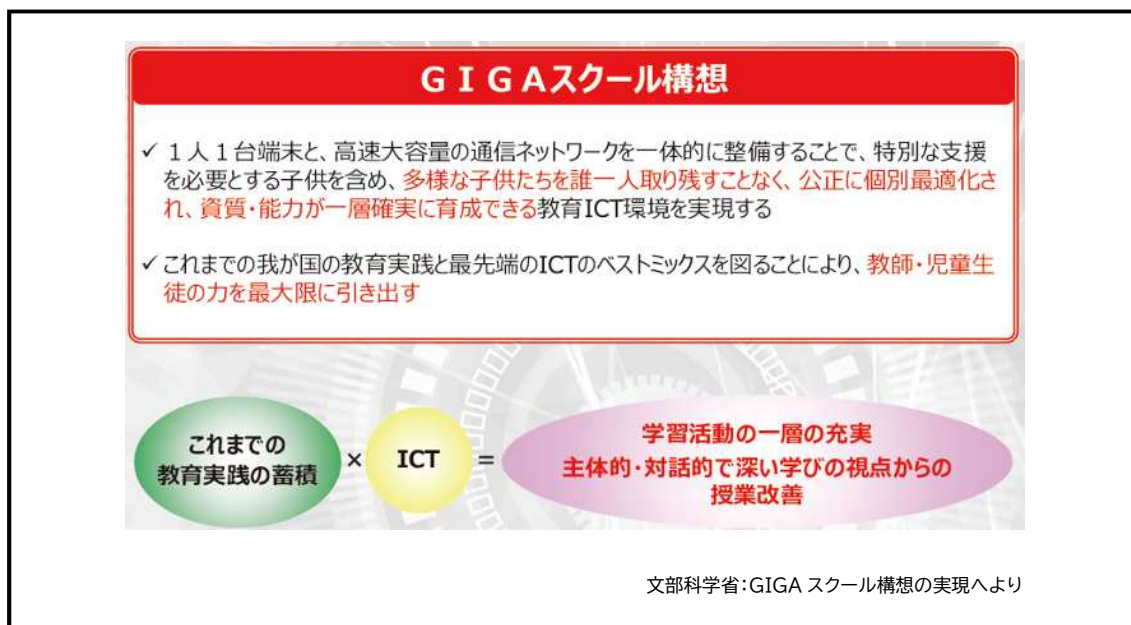 ＧＩＧＡスクール構想
✓ １人１台端末と、高速大容量の通信ネットワークを一体的に整備することで、特別な支援
を必要とする子供を含め、多様な子供たちを誰一人取り残すことなく、公正に個別最適化さ
れ、資質・能力が一層確実に育成できる教育ICT環境を実現する
✓ これまでの我が国の教育実践と最先端のICTのベストミックスを図ることにより、教師・児童生
徒の力を最大限に引き出す
これまでの
教育実践の蓄積
×
ICT
=
学習活動の一層の充実
主体的・対話的で深い学びの視点からの
授業改善
文部科学省：GIGA スクール構想の実現へより